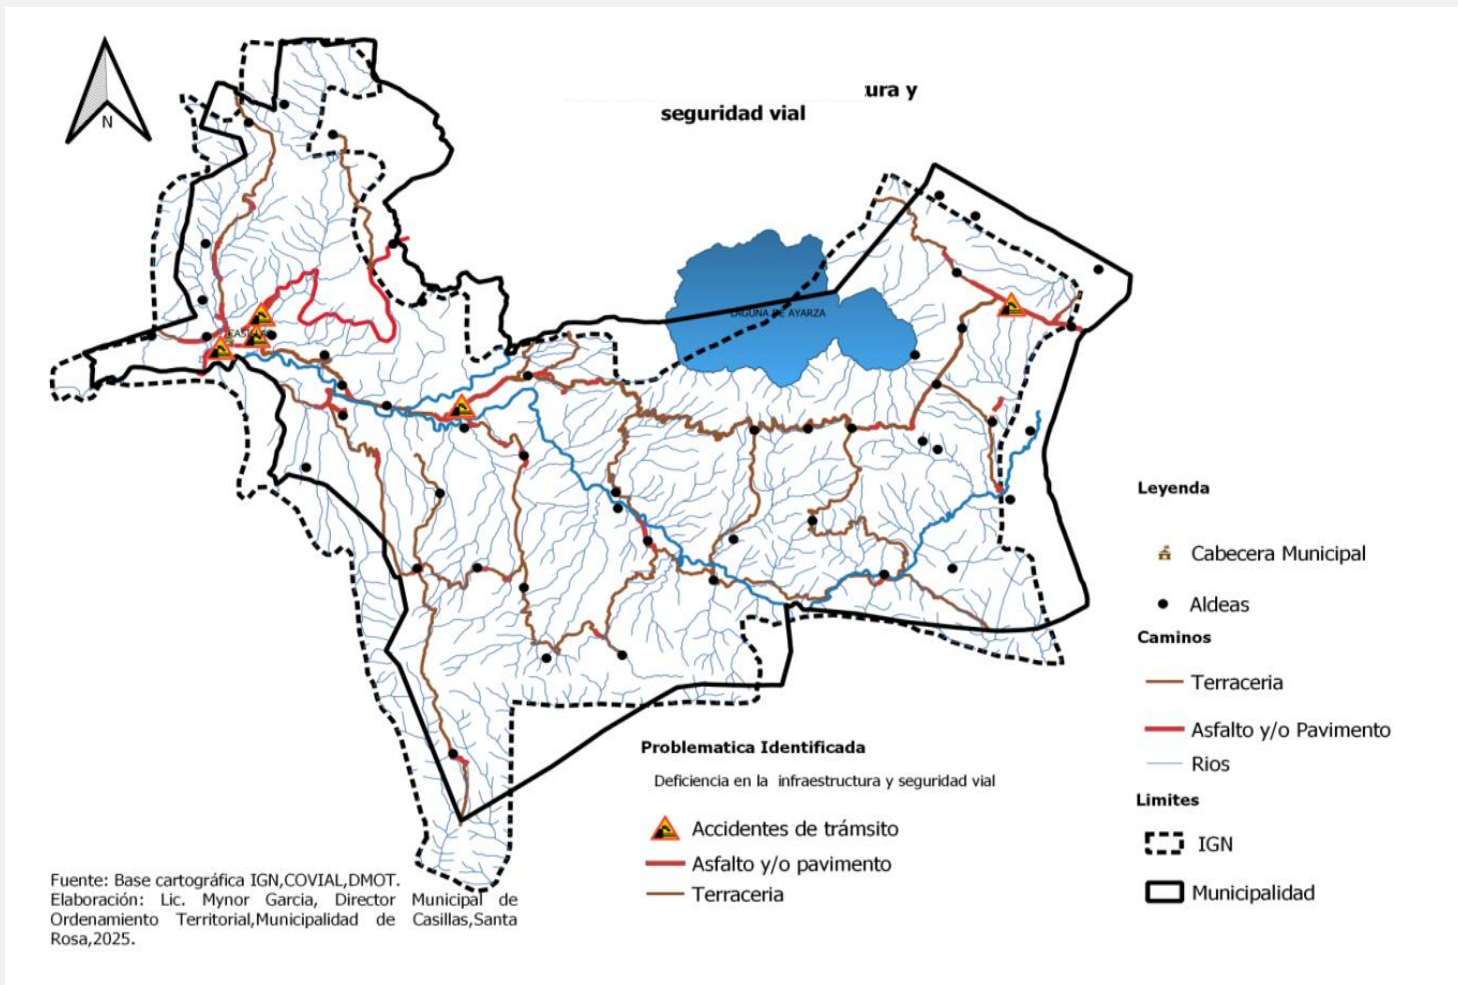 ura y
seguridad vial
N
LAGUNA DE AYARZA
Leyenda
Cabecera Municipal
Aldeas
Caminos
Terraceria
Asfalto y/o Pavimento
Rios
Limites
IGN
Municipalidad
Problematica Identificada
Deficiencia en la infraestructura y seguridad vial
Accidentes de trámsito
Asfalto y/o pavimento
Terraceria
Fuente: Base cartográfica IGN,COVIAL,DMOT.
Elaboración: Lic. Mynor Garcia, Director Municipal de
Ordenamiento Territorial,Municipalidad de Casillas,Santa
Rosa,2025.